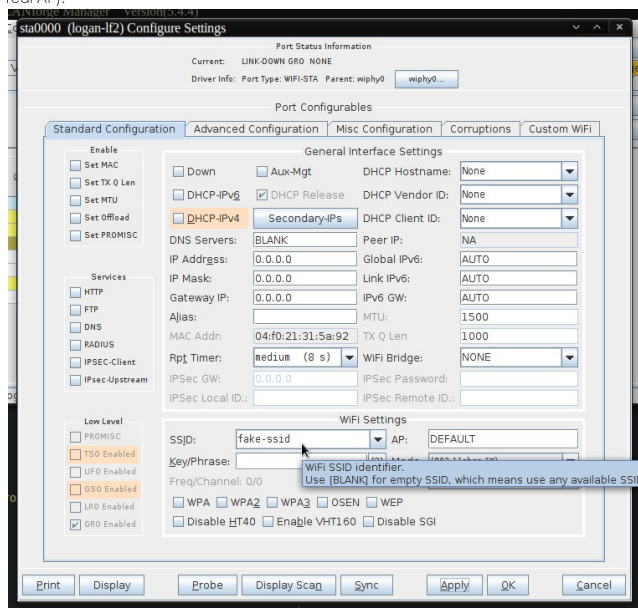 ANforge Manager Version(5.4.4)
sta0000 (logan-lf2) Configure Settings
Port Status Information
Current: LINK-DOWN GRO NONE
Driver Info: Port Type: WIFI-STA Parent: wiphy0 wiphy0...
Port Configurables
Standard Configuration Advanced Configuration Misc Configuration Corruptions Custom WiFi
Enable
Set MAC
Set TX Q Len
Set MTU
Set Offload
Set PROMISC
Services
HTTP
FTP
DNS
RADIUS
IPSEC-Client
IPsec-Upstream
Low Level
PROMISC
TSO Enabled
UFO Enabled
GSO Enabled
LRO Enabled
GRO Enabled
General Interface Settings
Down Aux-Mgt DHCP Hostname: None
DHCP-IPv6 DHCP Release DHCP Vendor ID: None
DHCP-IPv4 Secondary-IPs DHCP Client ID: None
DNS Servers: BLANK Peer IP: NA
IP Address: 0.0.0.0 Global IPv6: AUTO
IP Mask: 0.0.0.0 Link IPv6: AUTO
Gateway IP: 0.0.0.0 IPv6 GW: AUTO
Alias: MTU: 1500
MAC Addr: 04:f0:21:31:5a:92 TX Q Len 1000
Rpt Timer: medium (8 s) WiFi Bridge: NONE
IPSec GW: 0.0.0.0 IPSec Password:
IPSec Local ID.: IPSec Remote ID.:
WiFi Settings
SSID: fake-ssid AP: DEFAULT
Key/Phrase:
WiFi SSID identifier.
Use [BLANK] for empty SSID, which means use any available SSID
Freq/Channel: 0/0
WPA WPA2 WPA3 OSEN WEP
Disable HT40 Enable VHT160 Disable SGI
Print Display Probe Display Scan Sync Apply OK Cancel